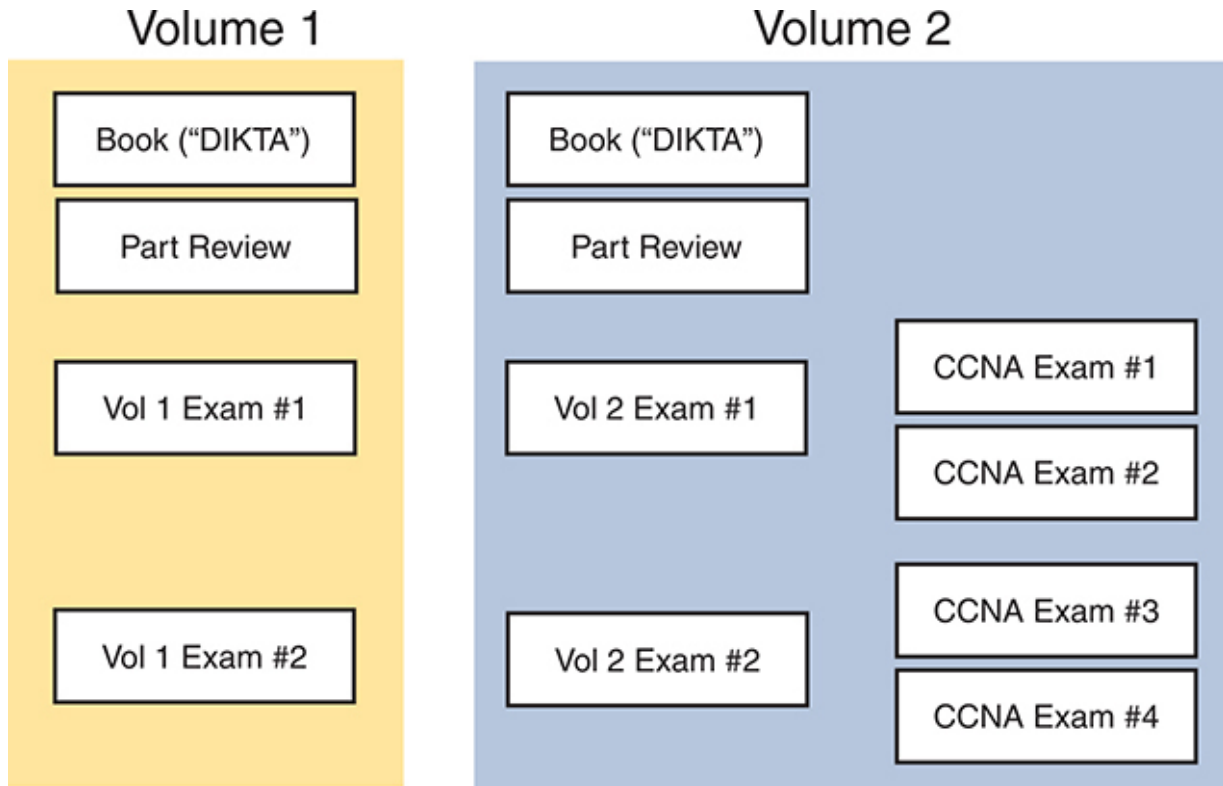 Volume 1
Book (“DIKTA”)
Part Review
Vol 1 Exam #1
Vol 1 Exam #2
Volume 2
Book (“DIKTA”)
Part Review
Vol 2 Exam #1
Vol 2 Exam #2
CCNA Exam #1
CCNA Exam #2
CCNA Exam #3
CCNA Exam #4